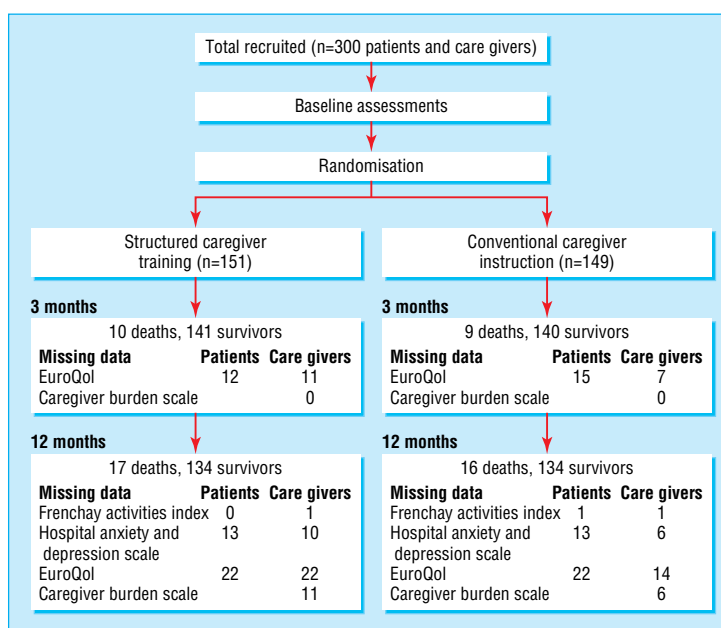 Total recruited (n=300 patients and care givers)
Baseline assessments
Randomisation
Structured caregiver
training (n=151)
3 months
10 deaths, 141 survivors
Missing data Patients Care givers
EuroQol 12 11
Caregiver burden scale 0
12 months
17 deaths, 134 survivors
Missing data Patients Care givers
Frenchay activities index 0 1
Hospital anxiety and 13 10
depression scale
EuroQol 22 22
Caregiver burden scale 11
Conventional caregiver
instruction (n=149)
3 months
9 deaths, 140 survivors
Missing data Patients Care givers
EuroQol 15 7
Caregiver burden scale 0
12 months
16 deaths, 134 survivors
Missing data Patients Care givers
Frenchay activities index 1 1
Hospital anxiety and 13 6
depression scale
EuroQol 22 14
Caregiver burden scale 6